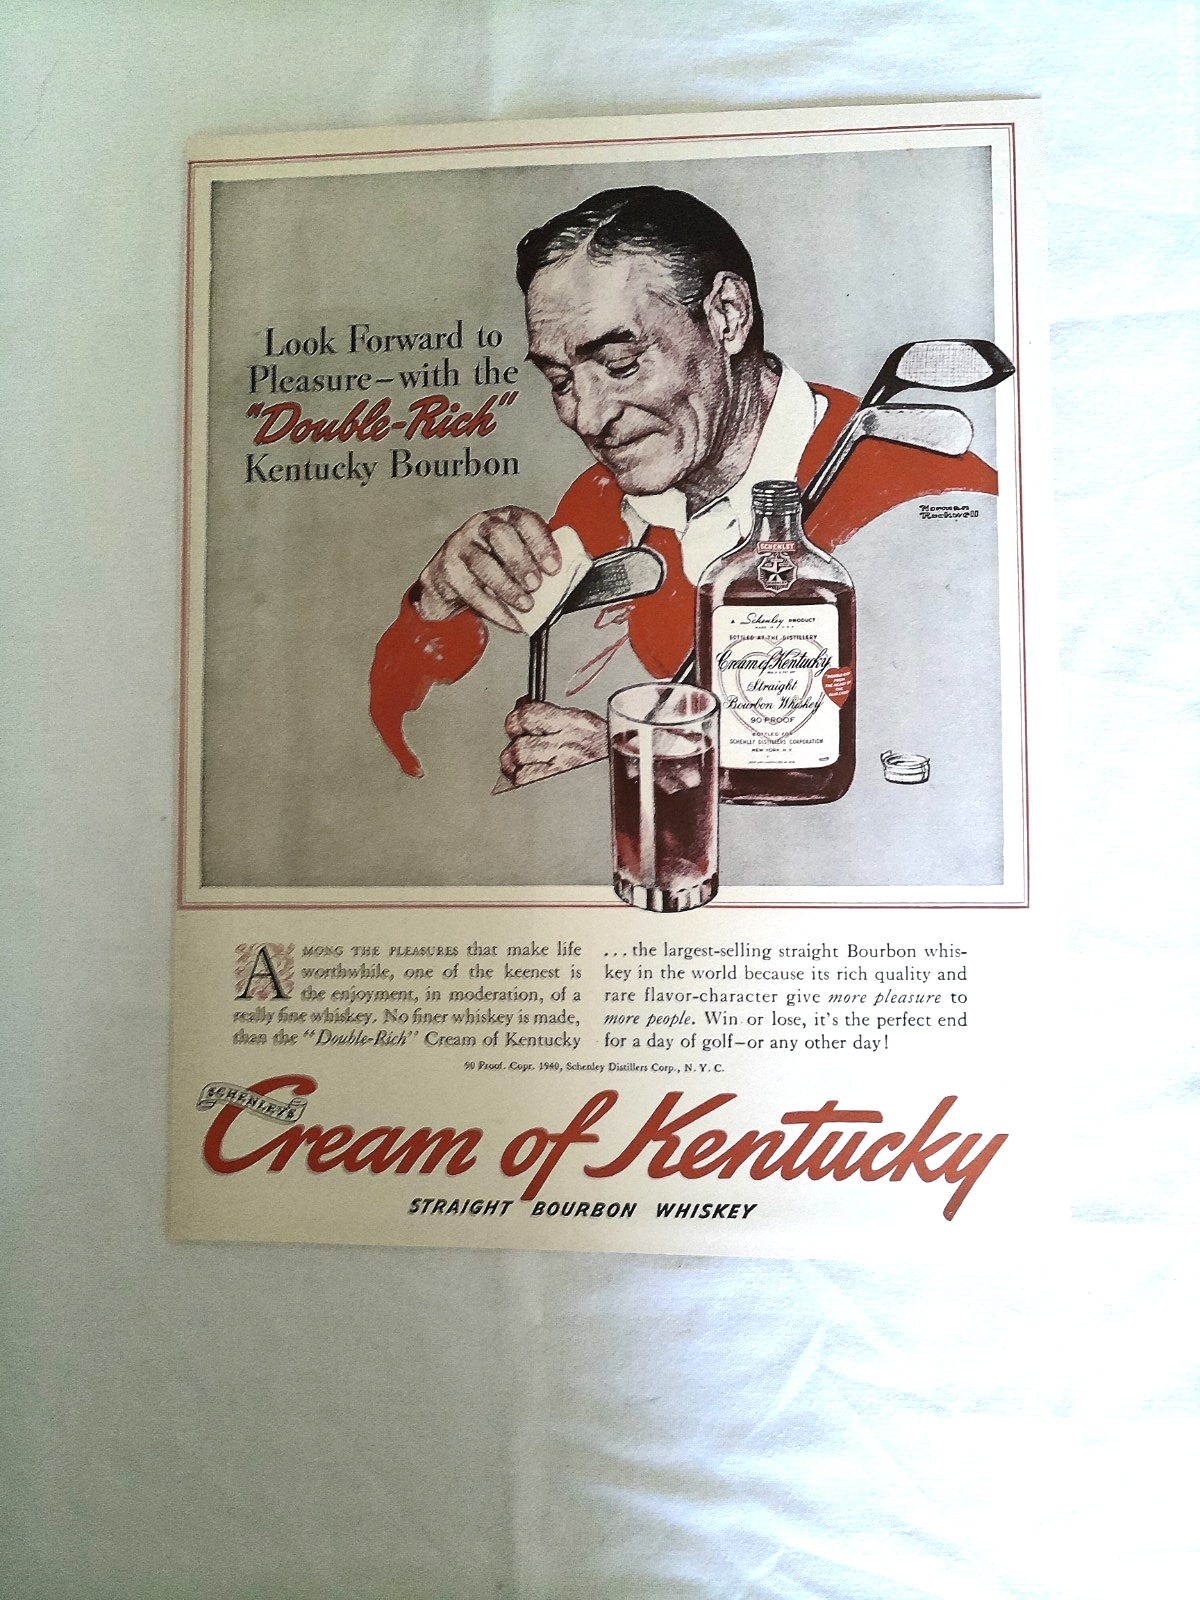 Look Forward to
Pleasure–with the
"Double-Rich"
Kentucky Bourbon
Norman
Rockwell
SCHENLEY
A Schenley PRODUCT
BOTTLED AT THE DISTILLERY
Cream of Kentucky
Straight
Bourbon Whiskey
90 PROOF
BOTTLED FOR
SCHENLEY DISTILLERS CORPORATION
NEW YORK N.Y.
AMONG THE PLEASURES that make life
worthwhile, one of the keenest is
the enjoyment, in moderation, of a
really fine whiskey. No finer whiskey is made,
than the "Double-Rich" Cream of Kentucky
...the largest-selling straight Bourbon whis-
key in the world because its rich quality and
rare flavor-character give more pleasure to
more people. Win or lose, it's the perfect end
for a day of golf–or any other day!
90 Proof. Copr. 1940, Schenley Distillers Corp., N. Y. C.
SCHENLEY'S
Cream of Kentucky
STRAIGHT BOURBON WHISKEY